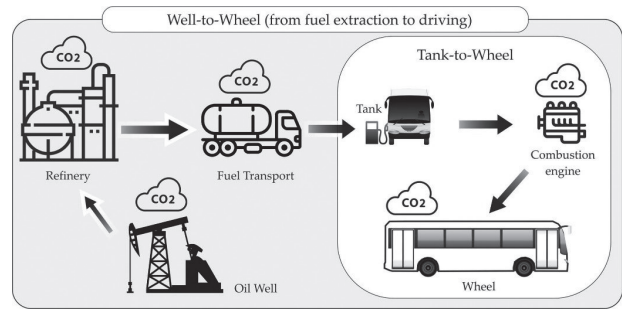 Well-to-Wheel (from fuel extraction to driving)
CO2
Refinery
CO2
Fuel Transport
CO2
Oil Well
Tank-to-Wheel
Tank
CO2
Combustion
engine
CO2
Wheel